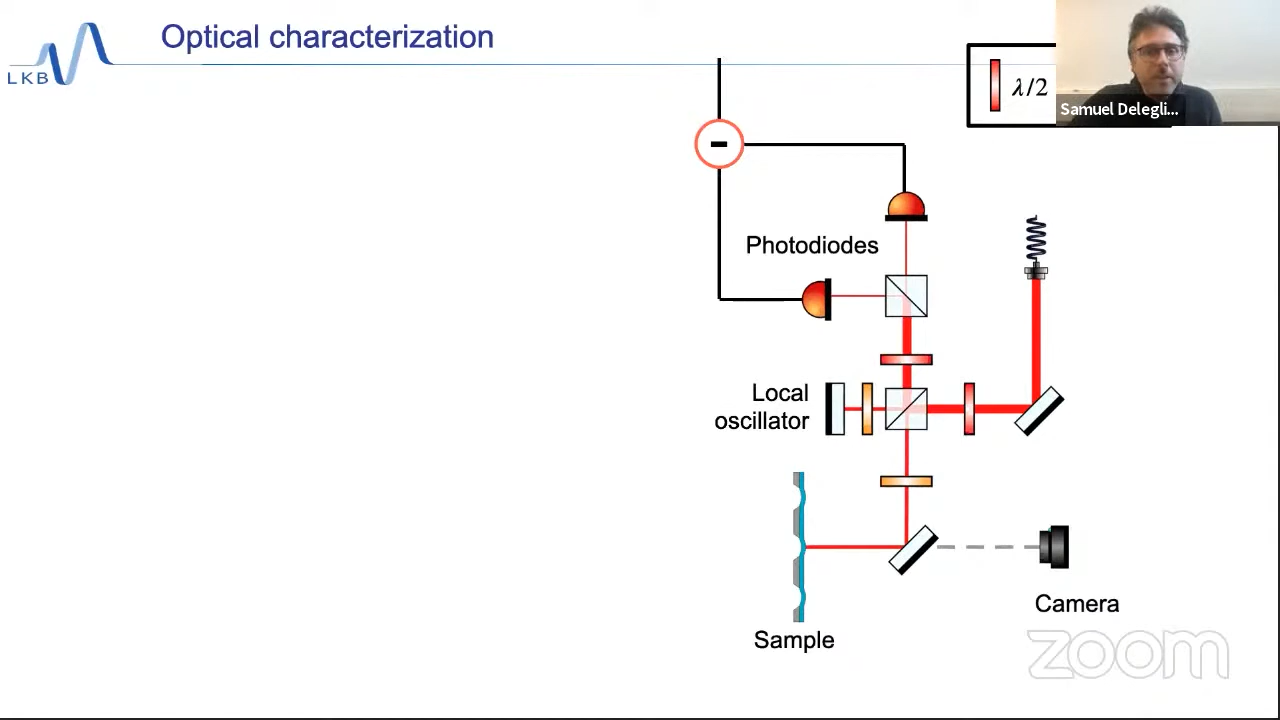 Optical characterization
LKB
λ/2
Samuel Delegli...
-
Photodiodes
Local
oscillator
Sample
Camera
zoom